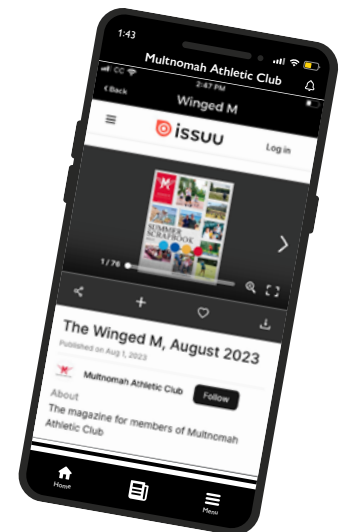 1:43
Multnomah Athletic Club
CC
2:47 PM
Back
Winged M
issuu
Log in
SUMMER
SCRAPBOOK
1 / 76
The Winged M, August 2023
Published on Aug 1, 2023
Multnomah Athletic Club
Follow
About
The magazine for members of Multnomah
Athletic Club
Home
Menu